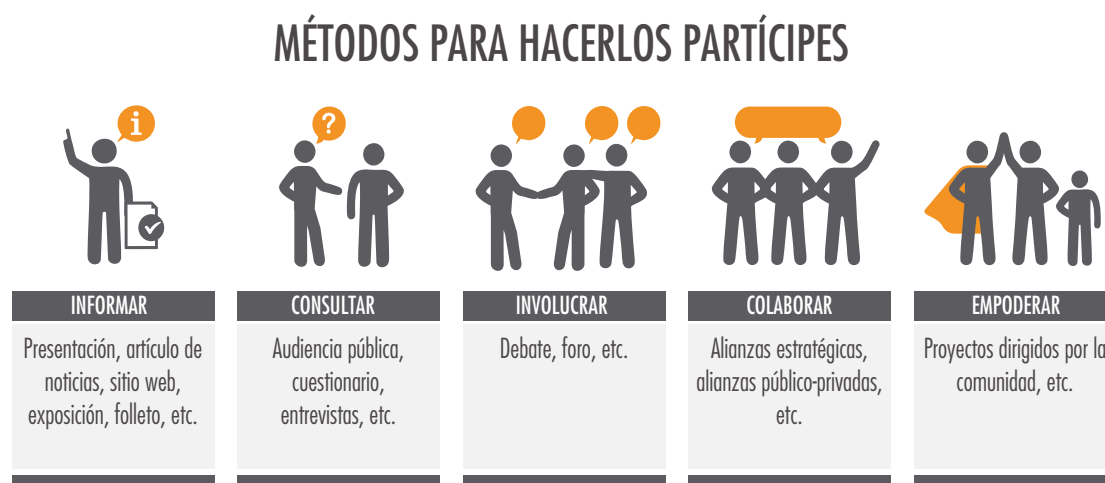 MÉTODOS PARA HACERLOS PARTÍCIPES
i
?
INFORMAR
Presentación, artículo de
noticias, sitio web,
exposición, folleto, etc.
CONSULTAR
Audiencia pública,
cuestionario,
entrevistas, etc.
INVOLUCRAR
Debate, foro, etc.
COLABORAR
Alianzas estratégicas,
alianzas público-privadas,
etc.
EMPODERAR
Proyectos dirigidos por la
comunidad, etc.